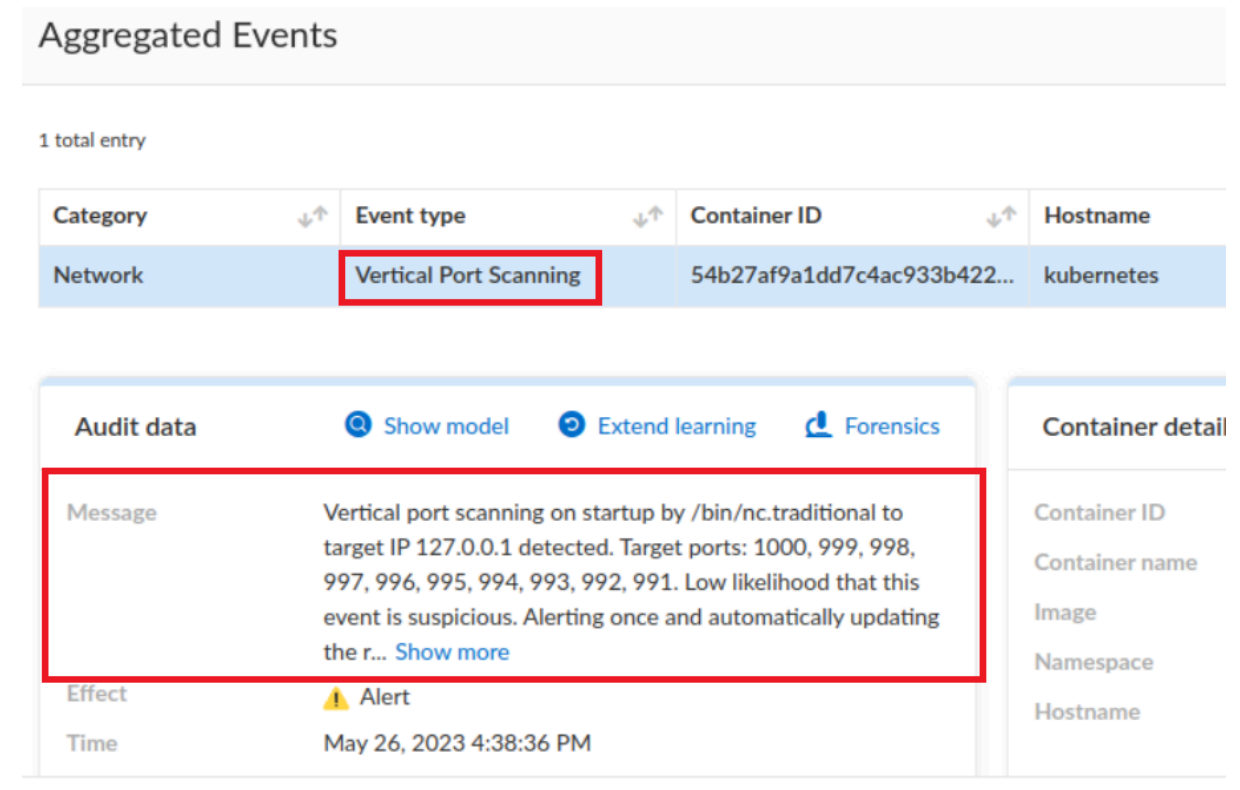 Aggregated Events
1 total entry
Category Event type Container ID Hostname
Network Vertical Port Scanning 54b27af9a1dd7c4ac933b422... kubernetes
Audit data Show model Extend learning Forensics
Message Vertical port scanning on startup by /bin/nc.traditional to
target IP 127.0.0.1 detected. Target ports: 1000, 999, 998,
997, 996, 995, 994, 993, 992, 991. Low likelihood that this
event is suspicious. Alerting once and automatically updating
the r... Show more
Effect Alert
Time May 26, 2023 4:38:36 PM
Container detail
Container ID
Container name
Image
Namespace
Hostname